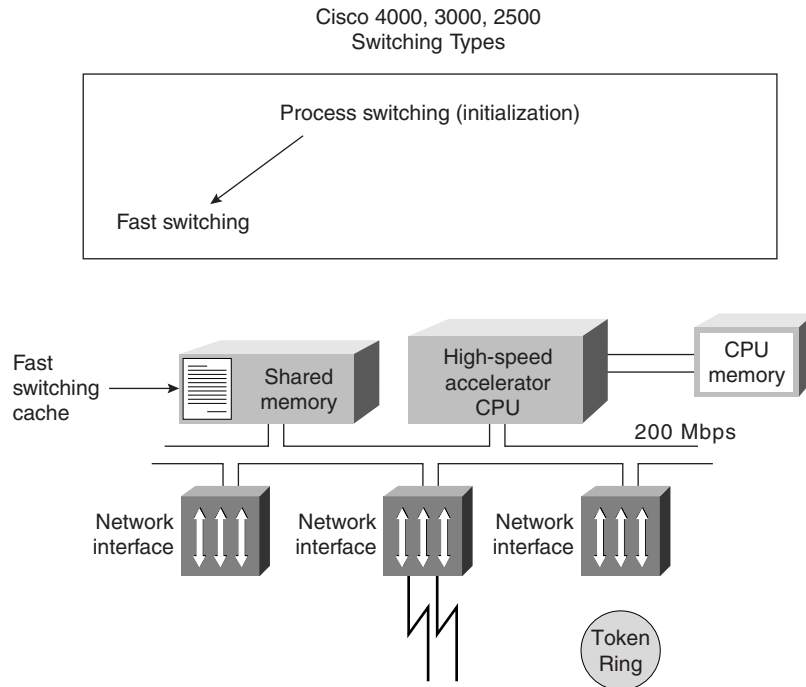 Cisco 4000, 3000, 2500
Switching Types
Process switching (initialization)
Fast switching
Fast
switching
cache
Shared
memory
High-speed
accelerator
CPU
CPU
memory
200 Mbps
Network
interface
Network
interface
Network
interface
Token
Ring